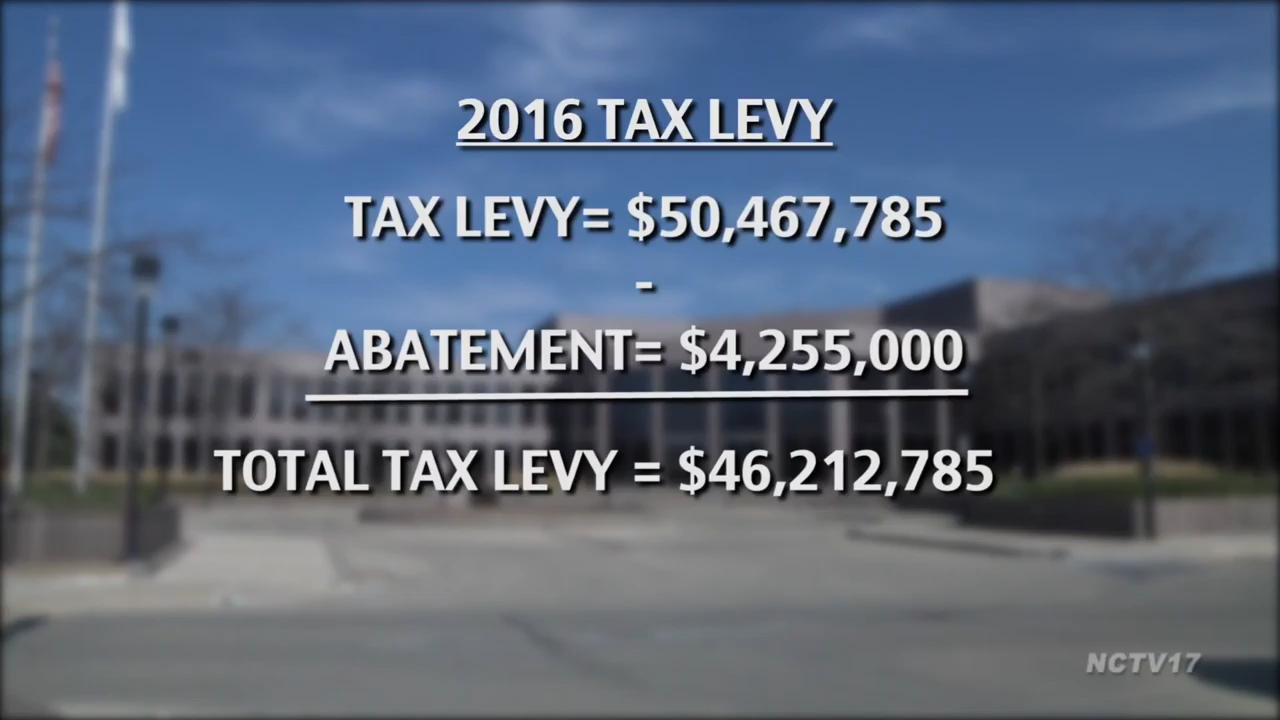 2016 TAX LEVY
TAX LEVY= $50,467,785
-
ABATEMENT= $4,255,000
TOTAL TAX LEVY = $46,212,785
NCTV17